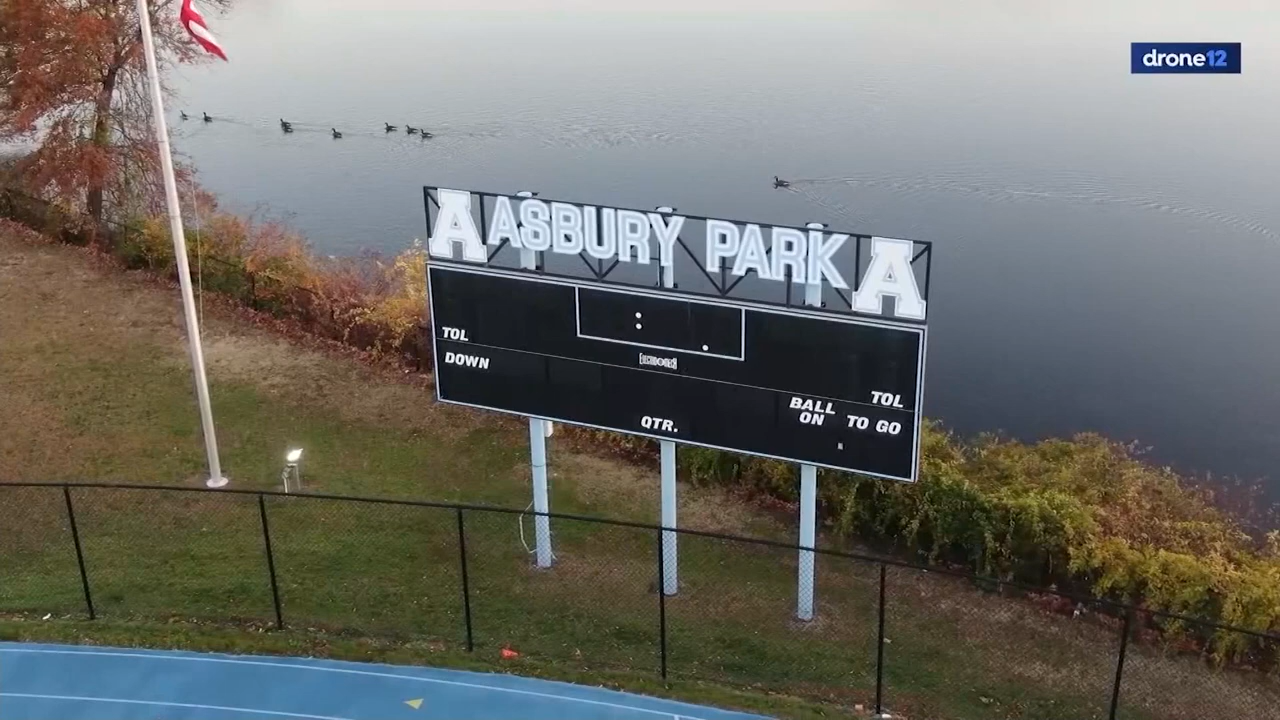 drone12
A ASBURY PARK A
:
.
TOL
DOWN
QTR.
TOL
BALL
ON
TO GO